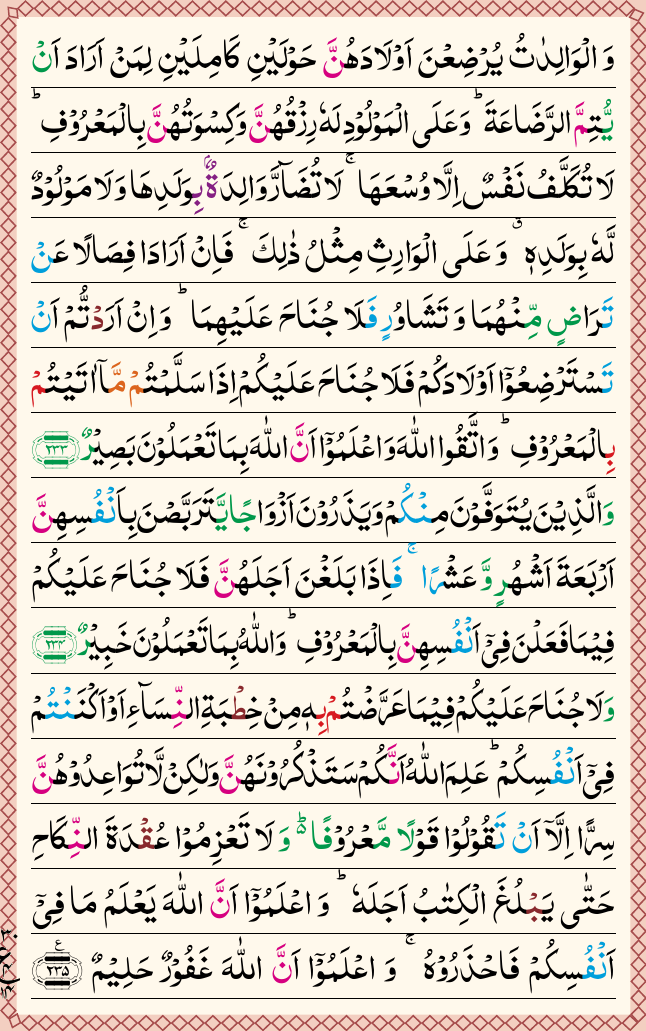 وَ الْوَالِدٰتُ یُرْضِعْنَ اَوْلَادَهُنَّ حَوْلَیْنِ كَامِلَیْنِ لِمَنْ اَرَادَ اَنْ
یُّتِمَّ الرَّضَاعَةَ ؕ وَعَلَی الْمَوْلُوْدِ لَهٗ رِزْقُهُنَّ وَكِسْوَتُهُنَّ بِالْمَعْرُوْفِ ؕ
لَا تُكَلَّفُ نَفْسٌ اِلَّا وُسْعَهَا ۚ لَا تُضَآرَّ وَالِدَةٌۢ بِوَلَدِهَا وَلَا مَوْلُوْدٌ
لَّهٗ بِوَلَدِهٖ ۗ وَعَلَی الْوَارِثِ مِثْلُ ذٰلِكَ ۚ فَاِنْ اَرَادَا فِصَالًا عَنْ
تَرَاضٍ مِّنْهُمَا وَ تَشَاوُرٍ فَلَا جُنَاحَ عَلَیْهِمَا ؕ وَ اِنْ اَرَدْتُّمْ اَنْ
تَسْتَرْضِعُوْۤا اَوْلَادَكُمْ فَلَا جُنَاحَ عَلَیْكُمْ اِذَا سَلَّمْتُمْ مَّاۤ اٰتَیْتُمْ
بِالْمَعْرُوْفِ ؕ وَاتَّقُوا اللّٰهَ وَاعْلَمُوْۤا اَنَّ اللّٰهَ بِمَا تَعْمَلُوْنَ بَصِیْرٌ ﴿۲۳۳﴾
وَالَّذِیْنَ یُتَوَفَّوْنَ مِنْكُمْ وَیَذَرُوْنَ اَزْوَاجًا یَّتَرَبَّصْنَ بِاَنْفُسِهِنَّ
اَرْبَعَةَ اَشْهُرٍ وَّ عَشْرًا ۚ فَاِذَا بَلَغْنَ اَجَلَهُنَّ فَلَا جُنَاحَ عَلَیْكُمْ
فِیْمَا فَعَلْنَ فِیْۤ اَنْفُسِهِنَّ بِالْمَعْرُوْفِ ؕ وَاللّٰهُ بِمَا تَعْمَلُوْنَ خَبِیْرٌ ﴿۲۳۴﴾
وَلَا جُنَاحَ عَلَیْكُمْ فِیْمَا عَرَّضْتُمْ بِهٖ مِنْ خِطْبَةِ النِّسَآءِ اَوْ اَكْنَنْتُمْ
فِیْۤ اَنْفُسِكُمْ ؕ عَلِمَ اللّٰهُ اَنَّكُمْ سَتَذْكُرُوْنَهُنَّ وَلٰكِنْ لَّا تُوَاعِدُوْهُنَّ
سِرًّا اِلَّاۤ اَنْ تَقُوْلُوْا قَوْلًا مَّعْرُوْفًا ؕ۬ وَ لَا تَعْزِمُوْا عُقْدَةَ النِّكَاحِ
حَتّٰی یَبْلُغَ الْكِتٰبُ اَجَلَهٗ ؕ وَ اعْلَمُوْۤا اَنَّ اللّٰهَ یَعْلَمُ مَا فِیْۤ
اَنْفُسِكُمْ فَاحْذَرُوْهُ ۚ وَ اعْلَمُوْۤا اَنَّ اللّٰهَ غَفُوْرٌ حَلِیْمٌ ﴿۲۳۵﴾